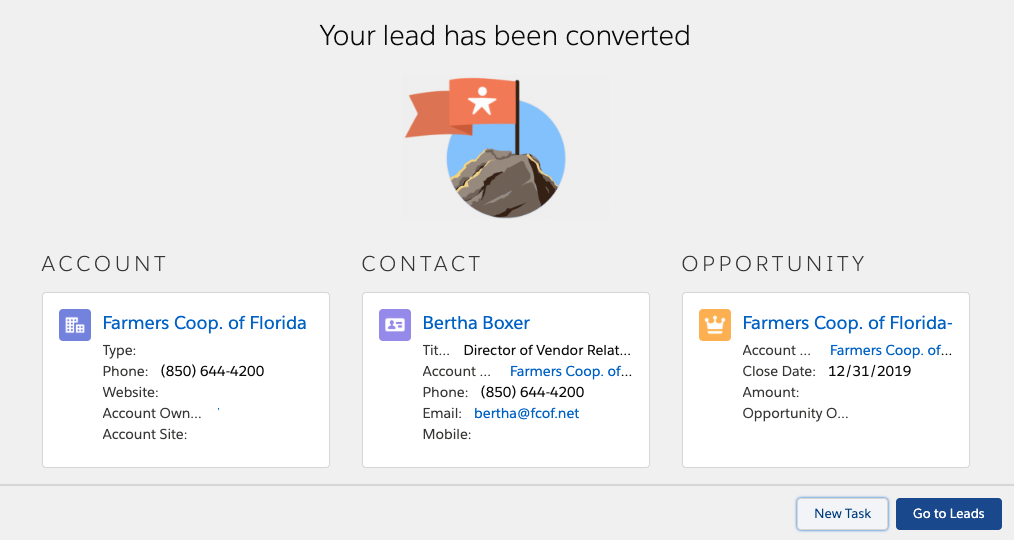 Your lead has been converted
ACCOUNT
Farmers Coop. of Florida
Type:
Phone: (850) 644-4200
Website:
Account Own...
Account Site:
CONTACT
Bertha Boxer
Tit... Director of Vendor Relat...
Account ... Farmers Coop. of...
Phone: (850) 644-4200
Email: bertha@fcof.net
Mobile:
OPPORTUNITY
Farmers Coop. of Florida-
Account ... Farmers Coop. of...
Close Date: 12/31/2019
Amount:
Opportunity O...
New Task
Go to Leads